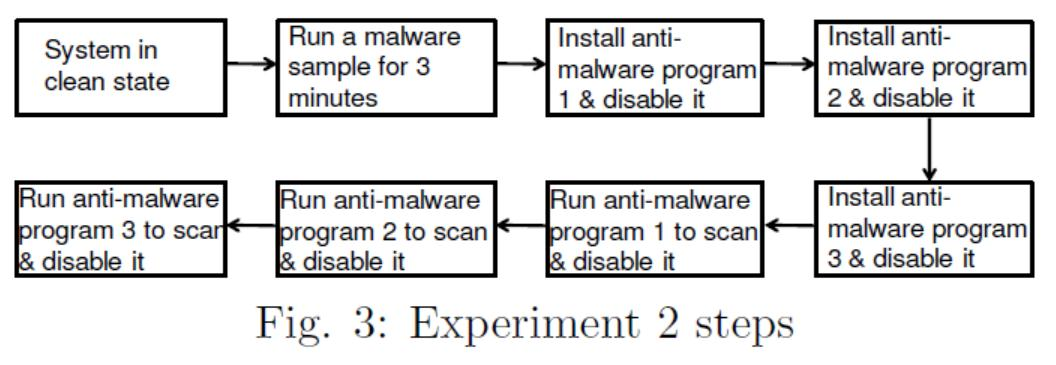 System in
clean state
Run a malware
sample for 3
minutes
Install anti-
malware program
1 & disable it
Install anti-
malware program
2 & disable it
Install anti-
malware program
3 & disable it
Run anti-malware
program 1 to scan
& disable it
Run anti-malware
program 2 to scan
& disable it
Run anti-malware
program 3 to scan
& disable it
Fig. 3: Experiment 2 steps